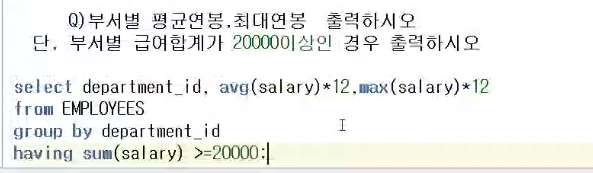 Q)부서별 평균연봉,최대연봉 출력하시오
단, 부서별 급여합계가 20000이상인 경우 출력하시오
select department_id, avg(salary)*12,max(salary)*12
from EMPLOYEES
group by department_id
having sum(salary) >=20000;